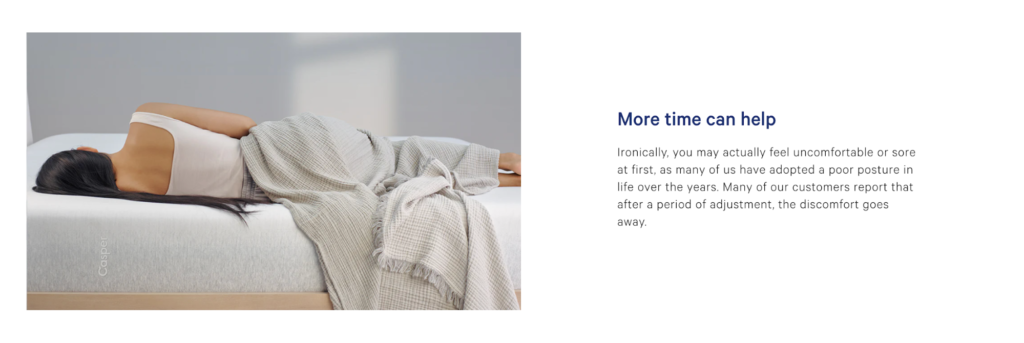 More time can help
Ironically, you may actually feel uncomfortable or sore
at first, as many of us have adopted a poor posture in
life over the years. Many of our customers report that
after a period of adjustment, the discomfort goes
away.
Casper